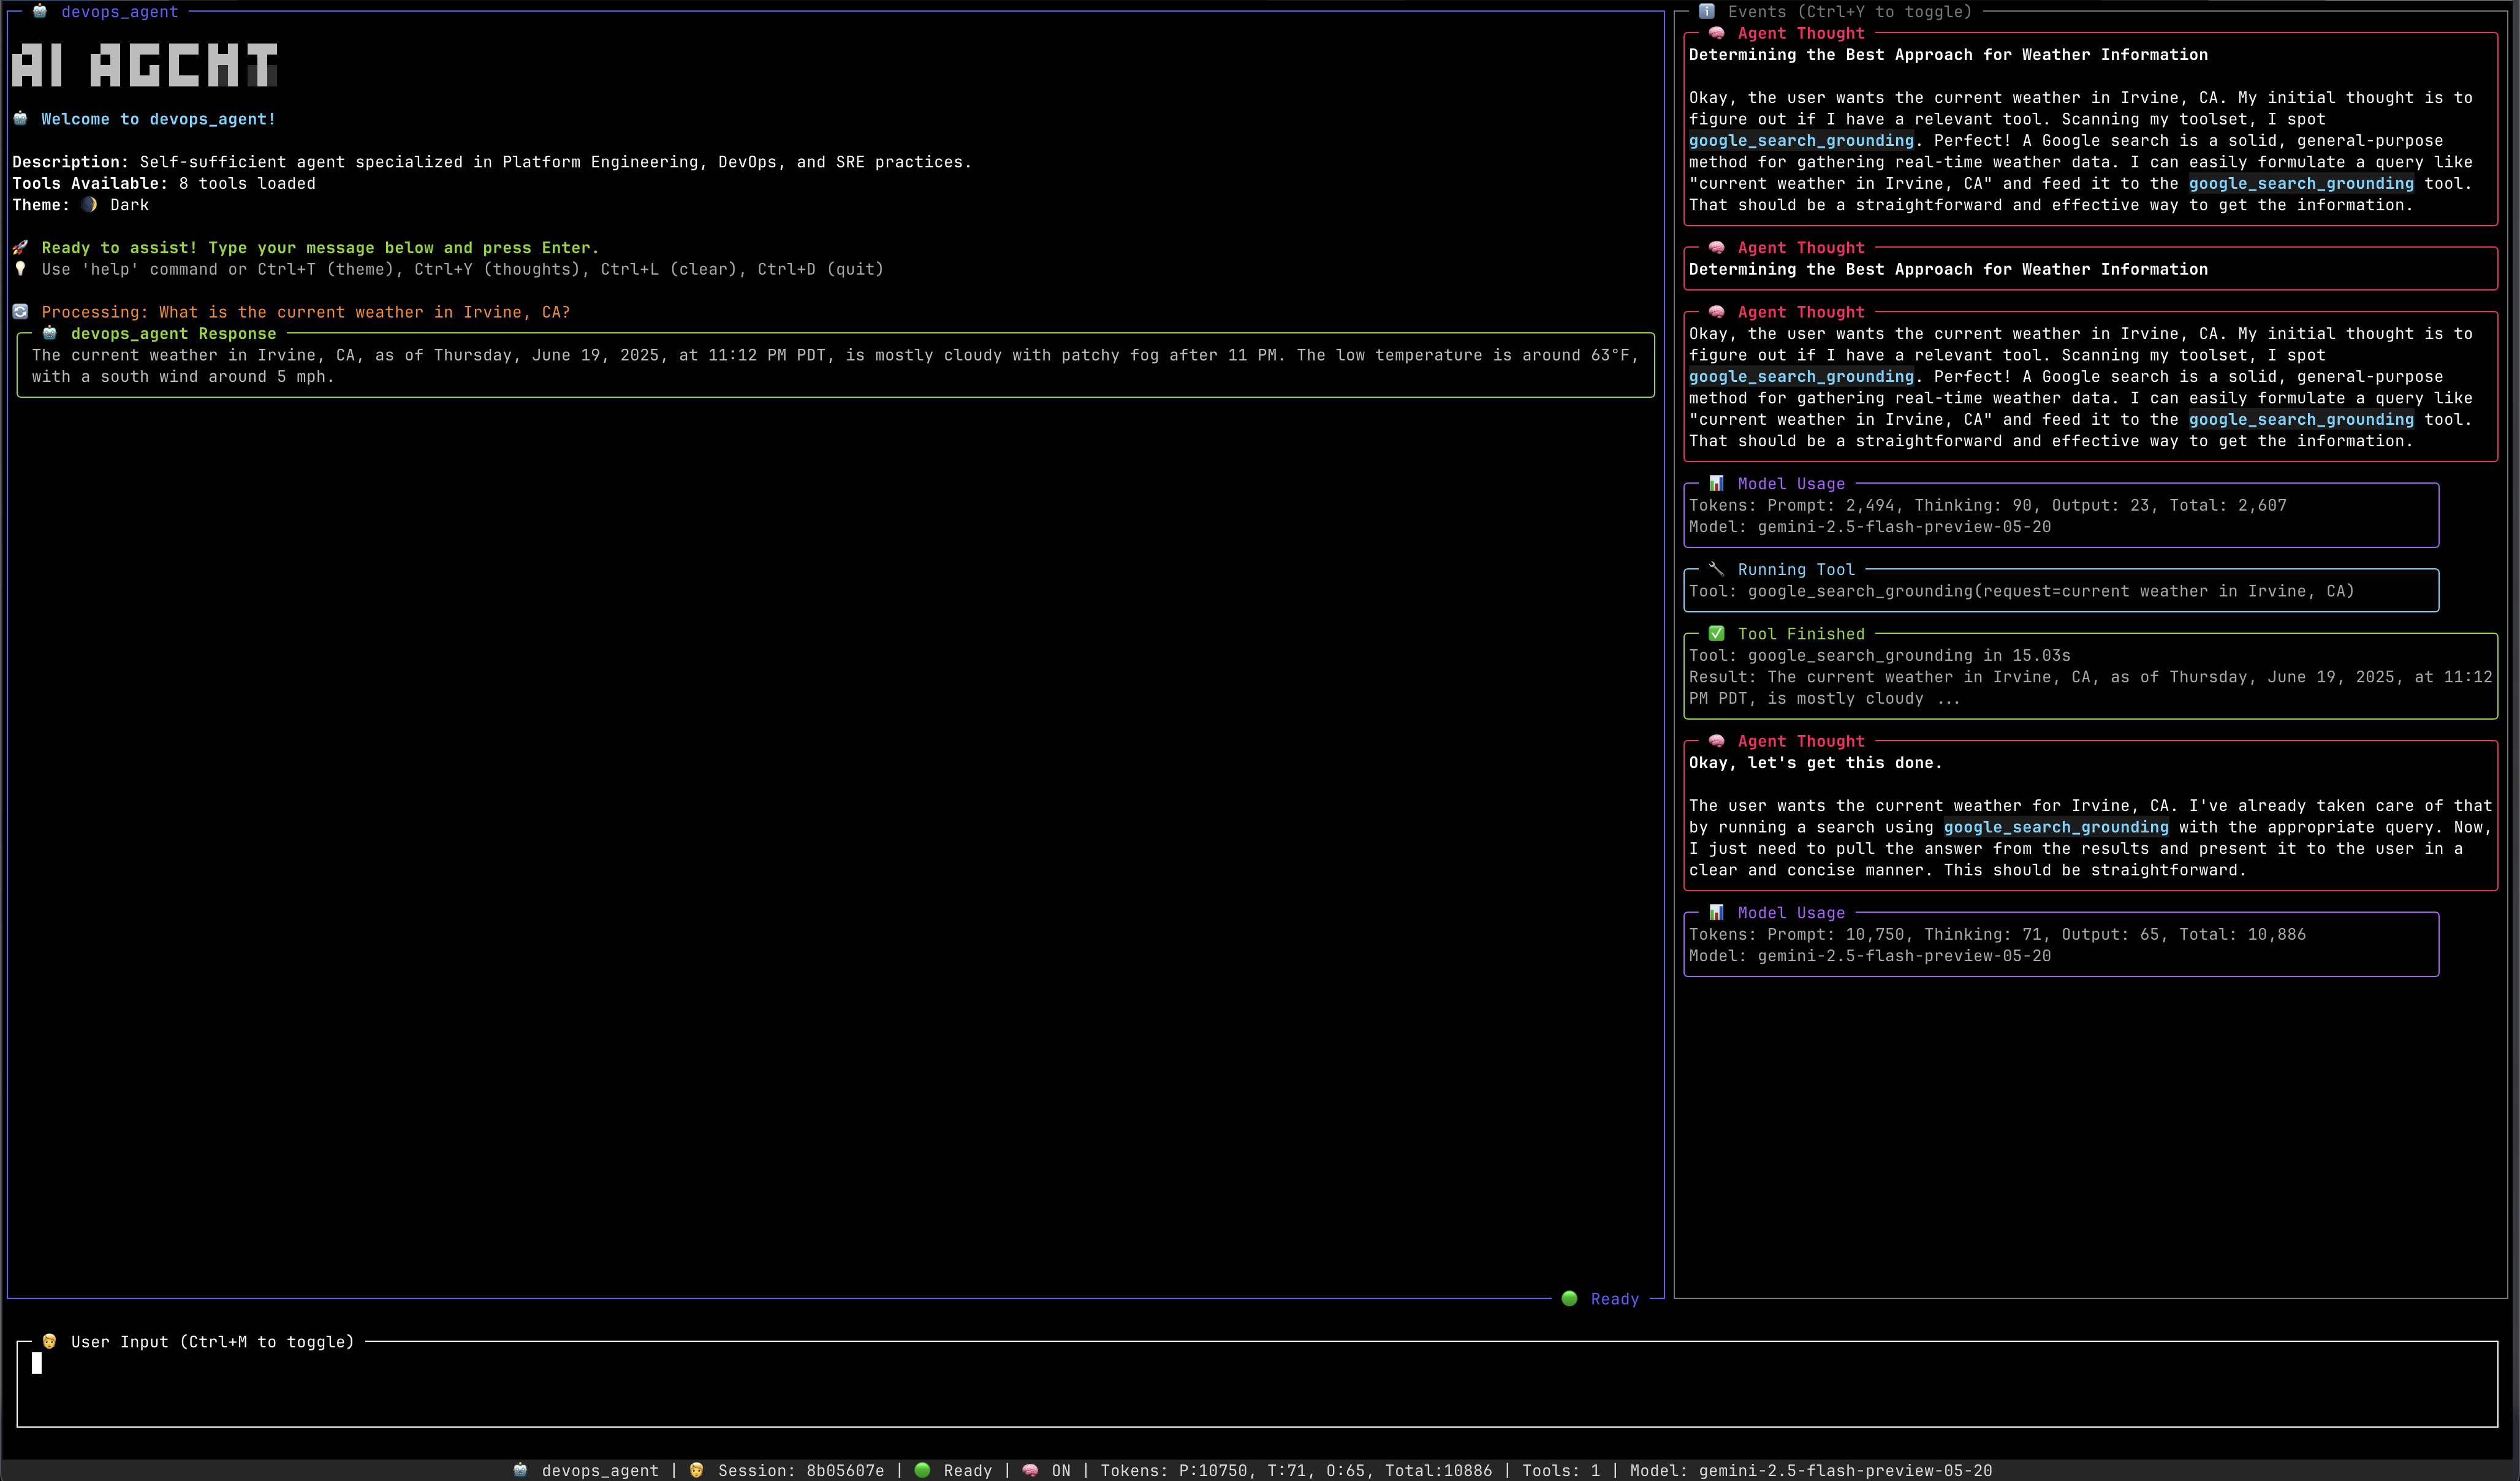 devops_agent
AI AGENT
Welcome to devops_agent!
Description: Self-sufficient agent specialized in Platform Engineering, DevOps, and SRE practices.
Tools Available: 8 tools loaded
Theme: Dark
Ready to assist! Type your message below and press Enter.
Use 'help' command or Ctrl+T (theme), Ctrl+Y (thoughts), Ctrl+L (clear), Ctrl+D (quit)
Processing: What is the current weather in Irvine, CA?
devops_agent Response
The current weather in Irvine, CA, as of Thursday, June 19, 2025, at 11:12 PM PDT, is mostly cloudy with patchy fog after 11 PM. The low temperature is around 63°F,
with a south wind around 5 mph.
Ready
Events (Ctrl+Y to toggle)
Agent Thought
Determining the Best Approach for Weather Information
Okay, the user wants the current weather in Irvine, CA. My initial thought is to
figure out if I have a relevant tool. Scanning my toolset, I spot
google_search_grounding. Perfect! A Google search is a solid, general-purpose
method for gathering real-time weather data. I can easily formulate a query like
"current weather in Irvine, CA" and feed it to the google_search_grounding tool.
That should be a straightforward and effective way to get the information.
Agent Thought
Determining the Best Approach for Weather Information
Agent Thought
Okay, the user wants the current weather in Irvine, CA. My initial thought is to
figure out if I have a relevant tool. Scanning my toolset, I spot
google_search_grounding. Perfect! A Google search is a solid, general-purpose
method for gathering real-time weather data. I can easily formulate a query like
"current weather in Irvine, CA" and feed it to the google_search_grounding tool.
That should be a straightforward and effective way to get the information.
Model Usage
Tokens: Prompt: 2,494, Thinking: 90, Output: 23, Total: 2,607
Model: gemini-2.5-flash-preview-05-20
Running Tool
Tool: google_search_grounding(request=current weather in Irvine, CA)
Tool Finished
Tool: google_search_grounding in 15.03s
Result: The current weather in Irvine, CA, as of Thursday, June 19, 2025, at 11:12
PM PDT, is mostly cloudy ...
Agent Thought
Okay, let's get this done.
The user wants the current weather for Irvine, CA. I've already taken care of that
by running a search using google_search_grounding with the appropriate query. Now,
I just need to pull the answer from the results and present it to the user in a
clear and concise manner. This should be straightforward.
Model Usage
Tokens: Prompt: 10,750, Thinking: 71, Output: 65, Total: 10,886
Model: gemini-2.5-flash-preview-05-20
User Input (Ctrl+M to toggle)
devops_agent | Session: 8b05607e | Ready | ON | Tokens: P:10750, T:71, O:65, Total:10886 | Tools: 1 | Model: gemini-2.5-flash-preview-05-20